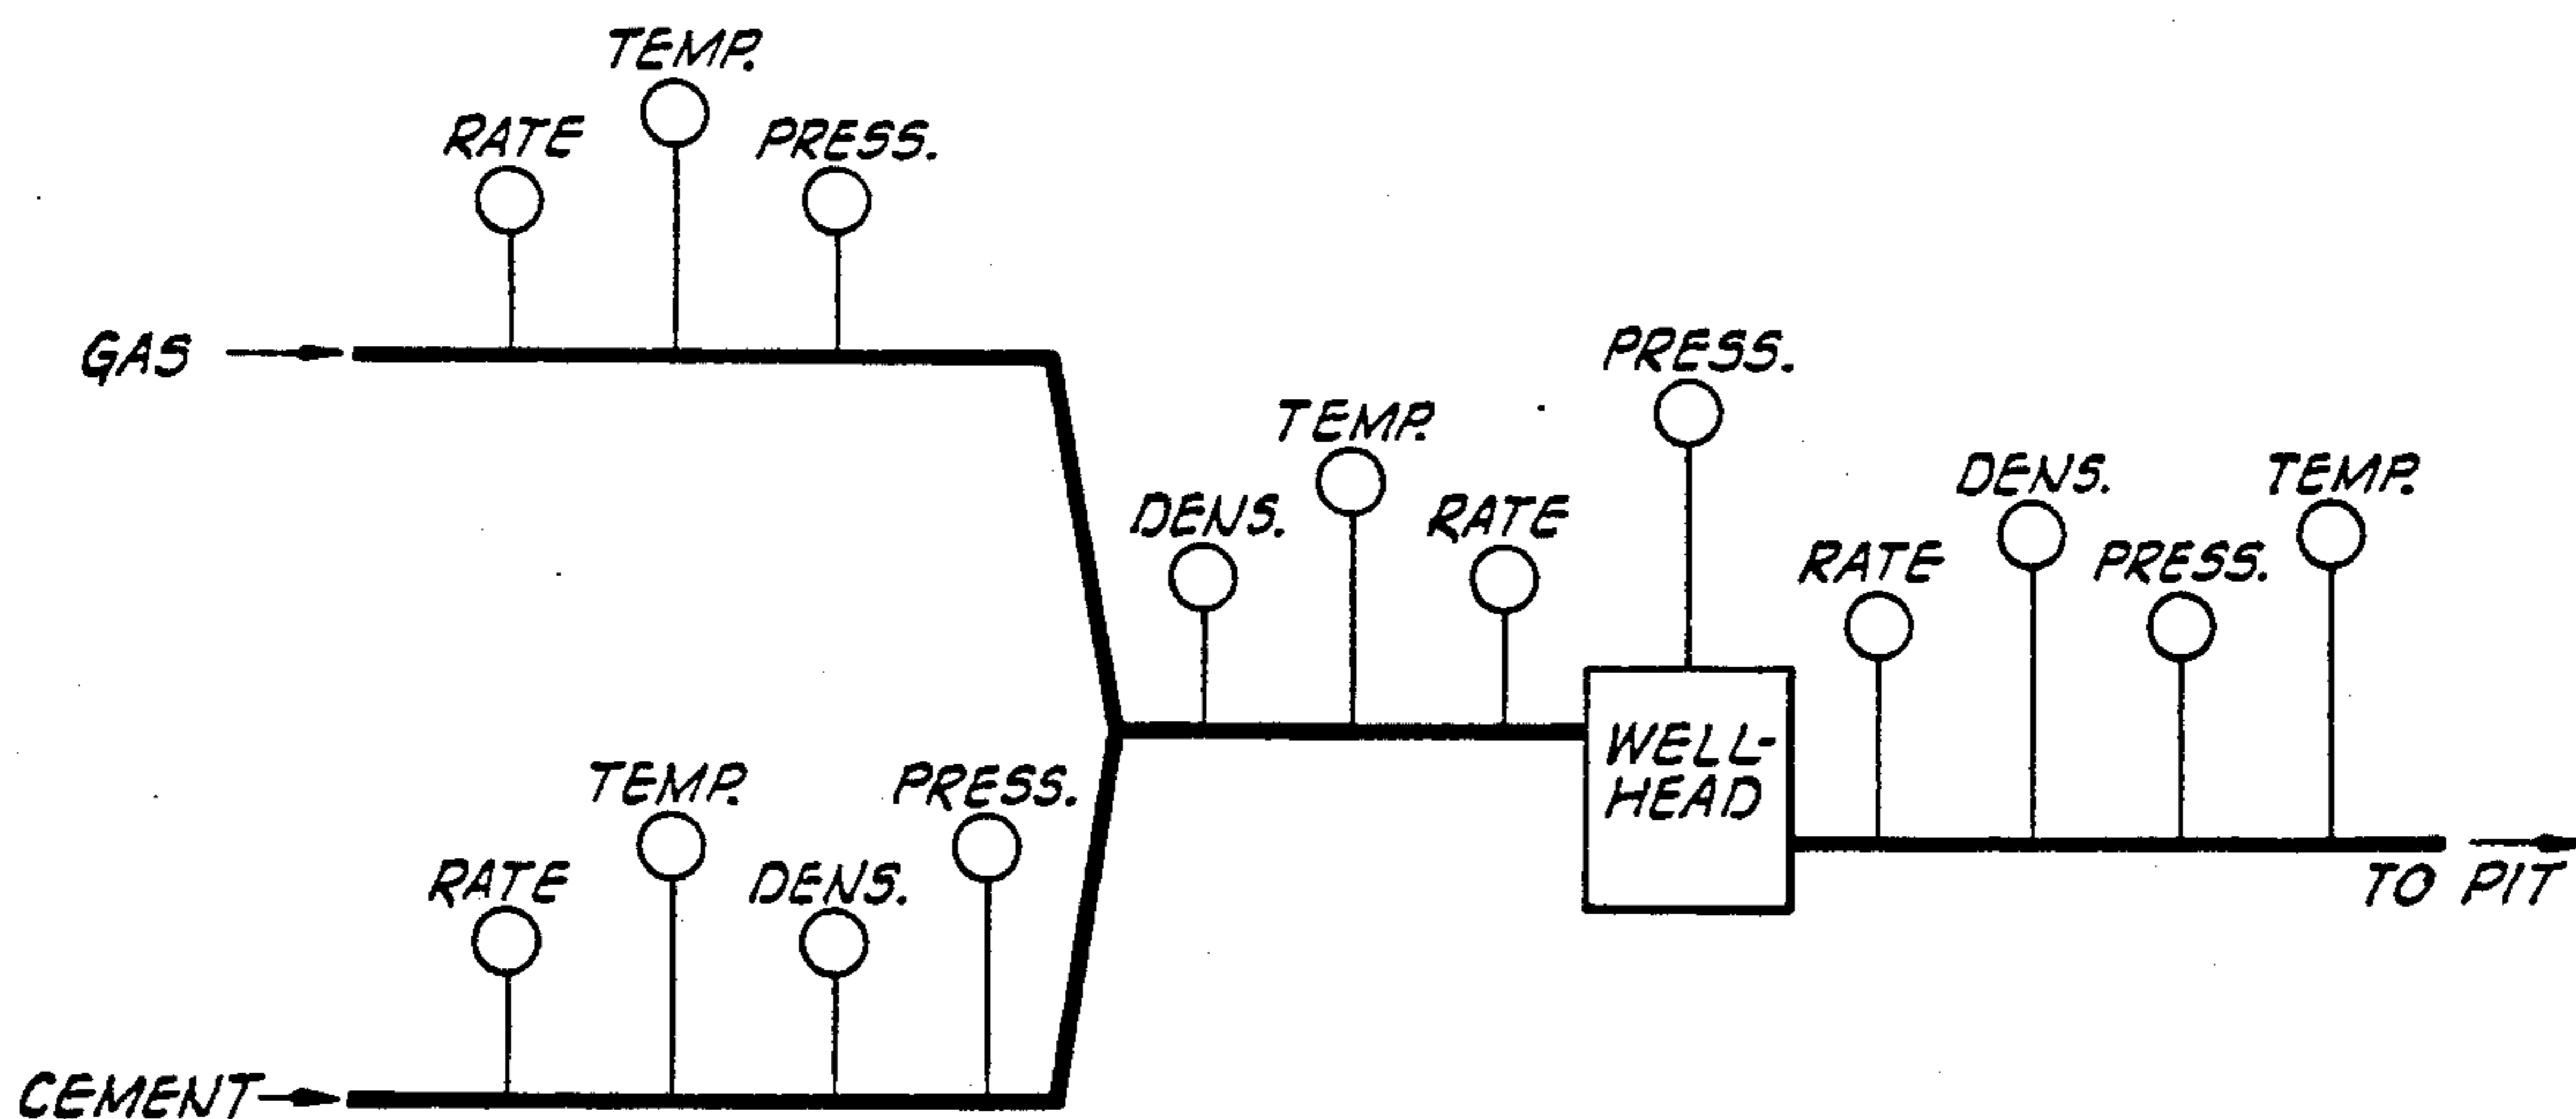 TEMP.
RATE
PRESS.
GAS
PRESS.
TEMP.
DENS.
RATE
DENS.
TEMP.
RATE
PRESS.
WELL-
HEAD
TEMP.
PRESS.
RATE
DENS.
TO PIT
CEMENT